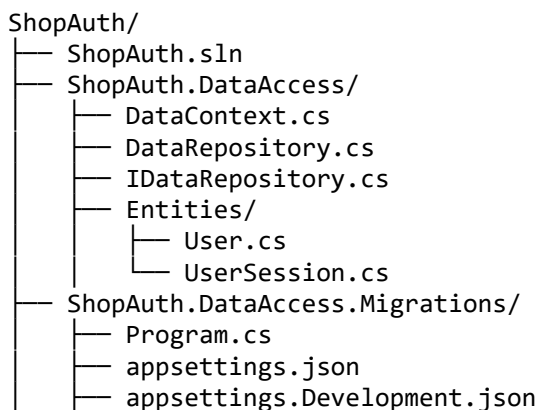 ShopAuth/
├── ShopAuth.sln
├── ShopAuth.DataAccess/
│   ├── DataContext.cs
│   ├── DataRepository.cs
│   ├── IDataRepository.cs
│   ├── Entities/
│   │   ├── User.cs
│   │   └── UserSession.cs
├── ShopAuth.DataAccess.Migrations/
│   ├── Program.cs
│   ├── appsettings.json
│   ├── appsettings.Development.json